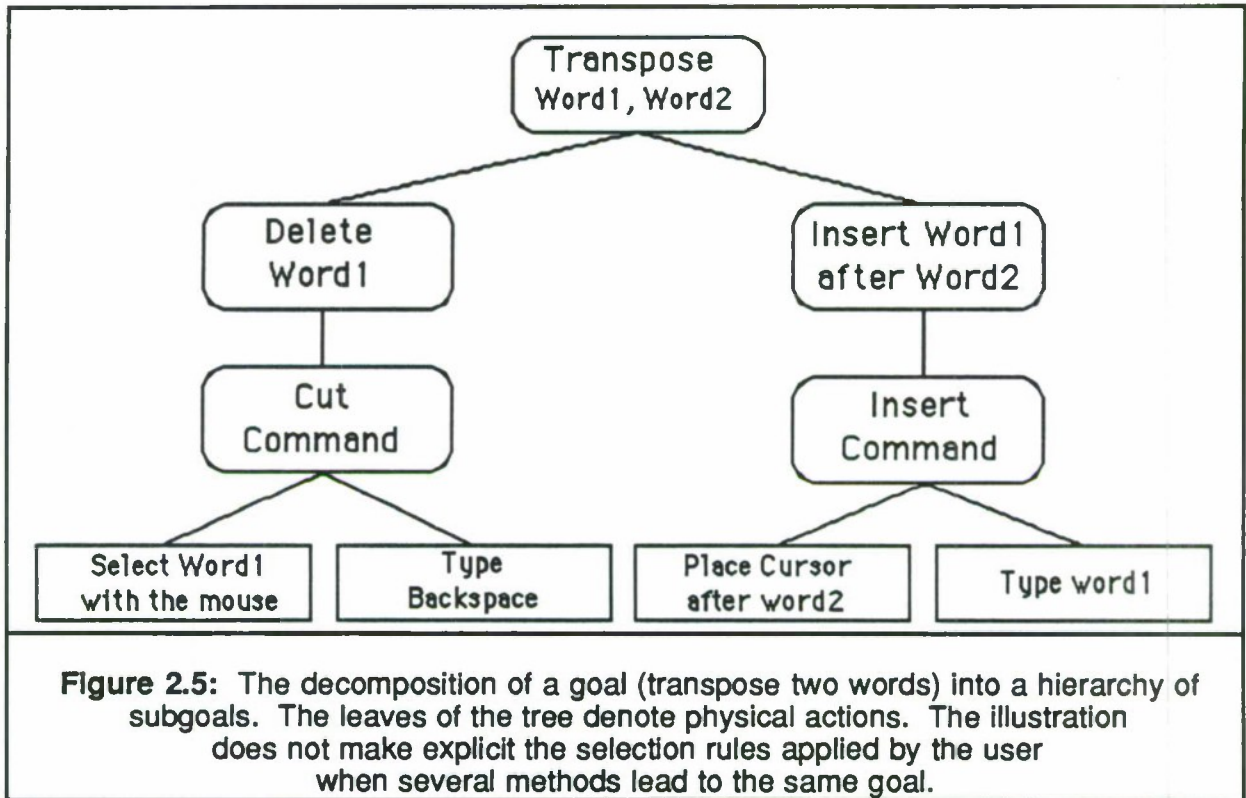 Transpose
Word1, Word2
Delete
Word1
Insert Word1
after Word2
Cut
Command
Insert
Command
Select Word1
with the mouse
Type
Backspace
Place Cursor
after word2
Type word1
Figure 2.5: The decomposition of a goal (transpose two words) into a hierarchy of
subgoals. The leaves of the tree denote physical actions. The illustration
does not make explicit the selection rules applied by the user
when several methods lead to the same goal.